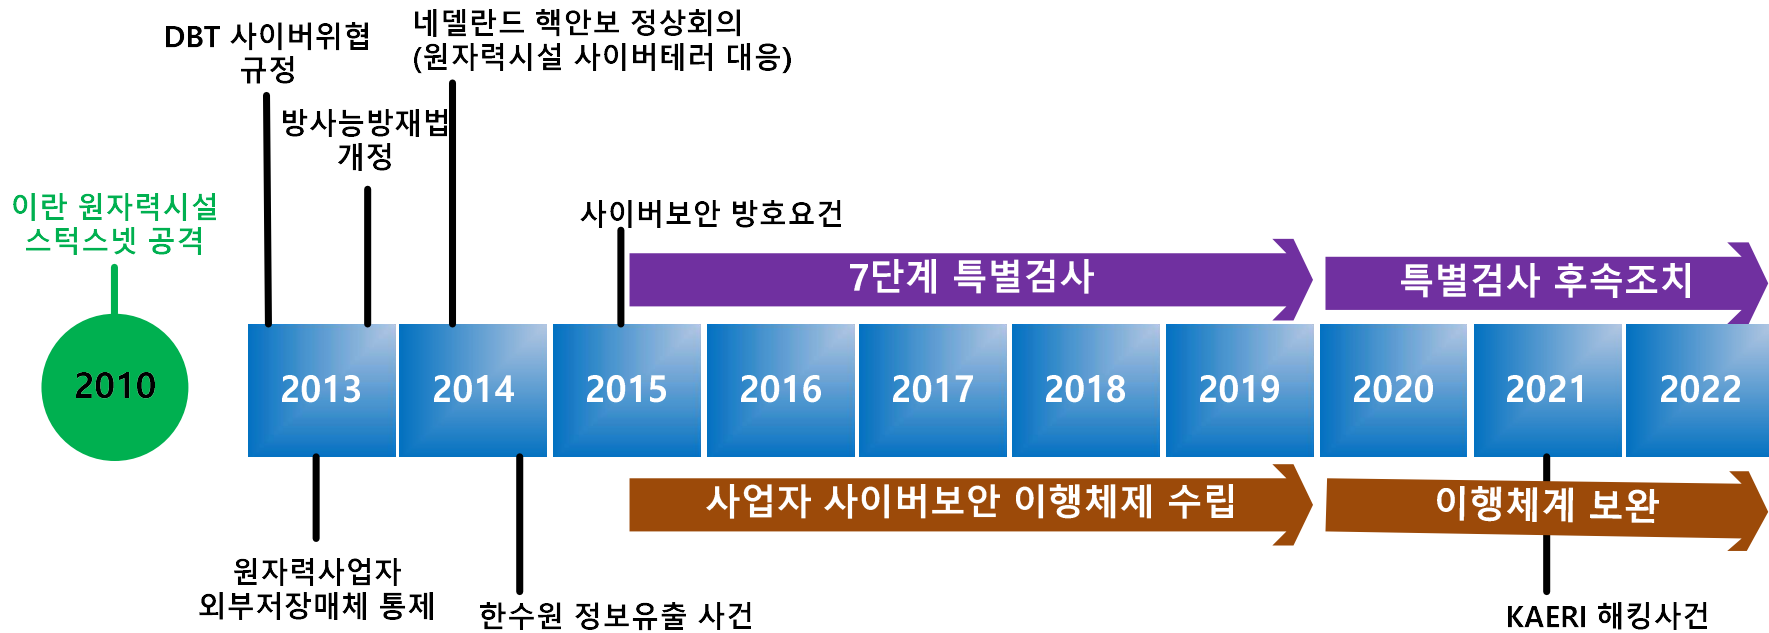 DBT 사이버위협
규정
네델란드 핵안보 정상회의
(원자력시설 사이버테러 대응)
방사능방재법
개정
이란 원자력시설
스턱스넷 공격
사이버보안 방호요건
7단계 특별검사
특별검사 후속조치
2010
2013
2014
2015
2016
2017
2018
2019
2020
2021
2022
사업자 사이버보안 이행체제 수립
이행체계 보완
원자력사업자
외부저장매체 통제
한수원 정보유출 사건
KAERI 해킹사건